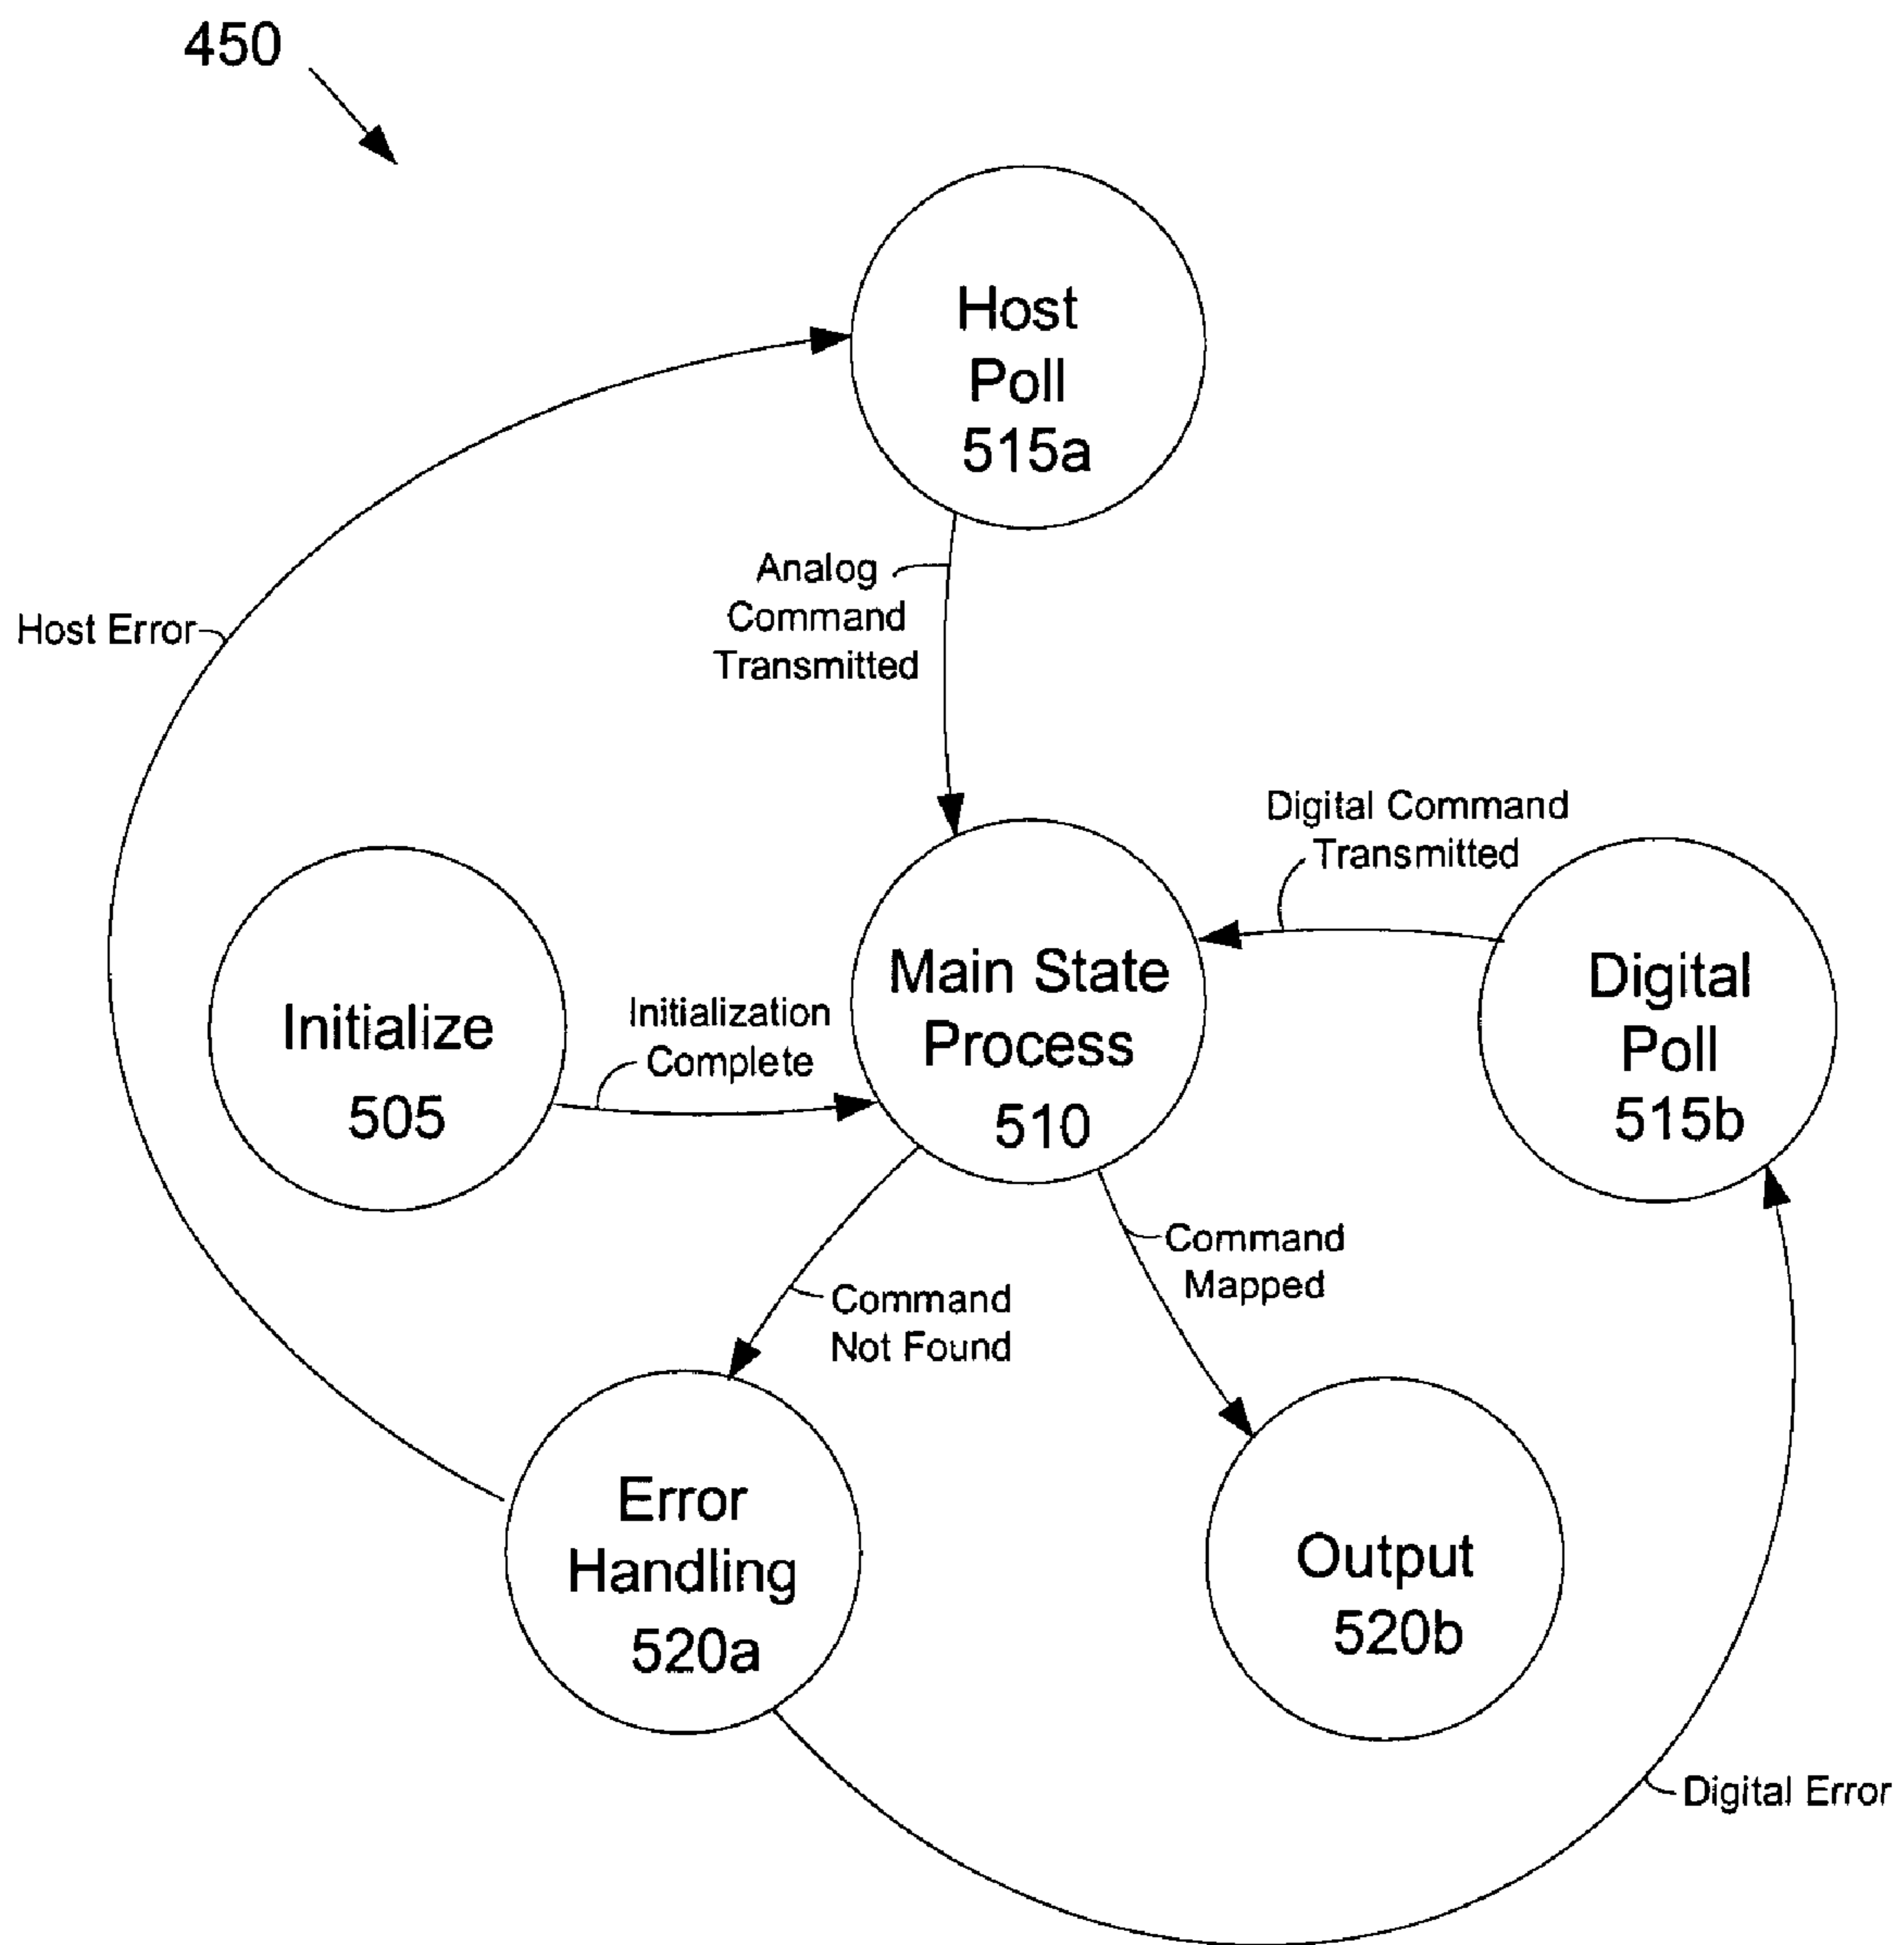 450
Host
Poll
515a
Analog
Command
Transmitted
Host Error
Digital Command
Transmitted
Initialize
505
Initialization
Complete
Main State
Process
510
Digital
Poll
515b
Command
Mapped
Command
Not Found
Error
Handling
520a
Output
520b
Digital Error